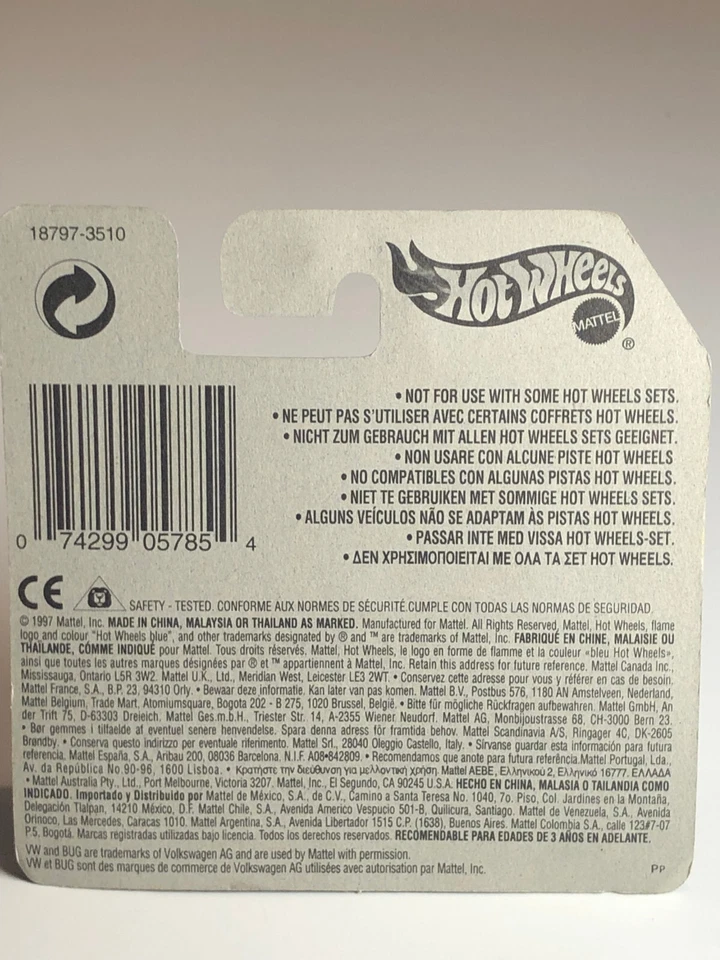 18797-3510
Hot Wheels
MATTEL
®
• NOT FOR USE WITH SOME HOT WHEELS SETS.
• NE PEUT PAS S'UTILISER AVEC CERTAINS COFFRETS HOT WHEELS.
• NICHT ZUM GEBRAUCH MIT ALLEN HOT WHEELS SETS GEEIGNET.
• NON USARE CON ALCUNE PISTE HOT WHEELS
• NO COMPATIBLES CON ALGUNAS PISTAS HOT WHEELS.
• NIET TE GEBRUIKEN MET SOMMIGE HOT WHEELS SETS.
• ALGUNS VEÍCULOS NÃO SE ADAPTAM ÀS PISTAS HOT WHEELS.
• PASSAR INTE MED VISSA HOT WHEELS-SET.
• ΔΕΝ ΧΡΗΣΙΜΟΠΟΙΕΙΤΑΙ ΜΕ ΟΛΑ ΤΑ ΣΕΤ HOT WHEELS.
0 74299 05785 4
CE SAFETY - TESTED. CONFORME AUX NORMES DE SÉCURITÉ.CUMPLE CON TODAS LAS NORMAS DE SEGURIDAD.
© 1997 Mattel, Inc. MADE IN CHINA, MALAYSIA OR THAILAND AS MARKED. Manufactured for Mattel. All Rights Reserved, Mattel, Hot Wheels, flame
logo and colour "Hot Wheels blue", and other trademarks designated by ® and ™ are trademarks of Mattel, Inc. FABRIQUÉ EN CHINE, MALAISIE OU
THAÏLANDE, COMME INDIQUÉ pour Mattel. Tous droits réservés. Mattel, Hot Wheels, le logo en forme de flamme et la couleur «bleu Hot Wheels»,
ainsi que toutes les autres marques désignées par ® et ™ appartiennent à Mattel, Inc. Retain this address for future reference. Mattel Canada Inc.,
Mississauga, Ontario L5R 3W2. Mattel U.K., Ltd., Meridian West, Leicester LE3 2WT. • Conservez cette adresse pour vous y référer en cas de besoin.
Mattel France, S.A., B.P. 23, 94310 Orly. • Bewaar deze informatie. Kan later van pas komen. Mattel B.V., Postbus 576, 1180 AN Amstelveen, Nederland,
Mattel Belgium, Trade Mart, Atomiumsquare, Bogota 202 - B 275, 1020 Brussel, België. • Bitte für mögliche Rückfragen aufbewahren. Mattel GmbH, An
der Trift 75, D-63303 Dreieich. Mattel Ges.m.b.H., Triester Str. 14, A-2355 Wiener Neudorf. Mattel AG, Monbijoustrasse 68, CH-3000 Bern 23.
• Bør gemmes i tilfaelde af eventuel senere henvendelse. Spara denna adress för framtida behov. Mattel Scandinavia A/S, Ringager 4C, DK-2605
Brøndby. • Conserva questo indirizzo per eventuale riferimento. Mattel Srl., 28040 Oleggio Castello, Italy. • Sírvanse guardar esta información para futura
referencia. Mattel España, S.A., Aribau 200, 08036 Barcelona. N.I.F. A08•842809. • Recomendamos que anote para futura referência.Mattel Portugal, Lda.,
Av. da República No.90-96, 1600 Lisboa. • Κρατήστε την διεύθυνση για μελλοντική χρήση. Mattel AEBE, Ελληνικού 2, Ελληνικό 16777. ΕΛΛΑΔΑ
• Mattel Australia Pty., Ltd., Port Melbourne, Victoria 3207. Mattel, Inc., El Segundo, CA 90245 U.S.A. HECHO EN CHINA, MALASIA O TAILANDIA COMO
INDICADO. Importado y Distribuido por Mattel de México, S.A., de C.V., Camino a Santa Teresa No. 1040, 7o. Piso, Col. Jardines en la Montaña,
Delegación Tlalpan, 14210 México, D.F. Mattel Chile, S.A., Avenida Americo Vespucio 501-B, Quilicura, Santiago. Mattel de Venezuela, S.A., Avenida
Orinoco, Las Mercedes, Caracas 1010. Mattel Argentina, S.A., Avenida Libertador 1515 C.P. (1638), Buenos Aires. Mattel Colombia S.A., calle 123#7-07
P.5, Bogotá. Marcas registradas utilizadas bajo licencia. Todos los derechos reservados. RECOMENDABLE PARA EDADES DE 3 AÑOS EN ADELANTE.
VW and BUG are trademarks of Volkswagen AG and are used by Mattel with permission.
VW et BUG sont des marques de commerce de Volkswagen AG utilisées avec autorisation par Mattel, Inc.
PP